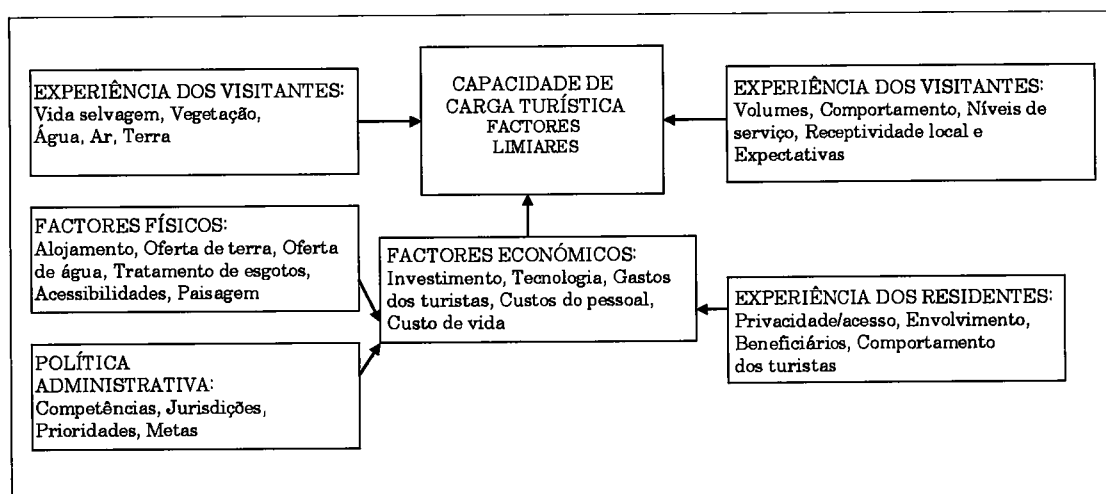 EXPERIÊNCIA DOS VISITANTES:
Vida selvagem, Vegetação,
Água, Ar, Terra
CAPACIDADE DE
CARGA TURÍSTICA
FACTORES
LIMIARES
EXPERIÊNCIA DOS VISITANTES:
Volumes, Comportamento, Níveis de
serviço, Receptividade local e
Expectativas
FACTORES FÍSICOS:
Alojamento, Oferta de terra, Oferta
de água, Tratamento de esgotos,
Acessibilidades, Paisagem
FACTORES ECONÓMICOS:
Investimento, Tecnologia, Gastos
dos turistas, Custos do pessoal,
Custo de vida
EXPERIÊNCIA DOS RESIDENTES:
Privacidade/acesso, Envolvimento,
Beneficiários, Comportamento
dos turistas
POLÍTICA
ADMINISTRATIVA:
Competências, Jurisdições,
Prioridades, Metas